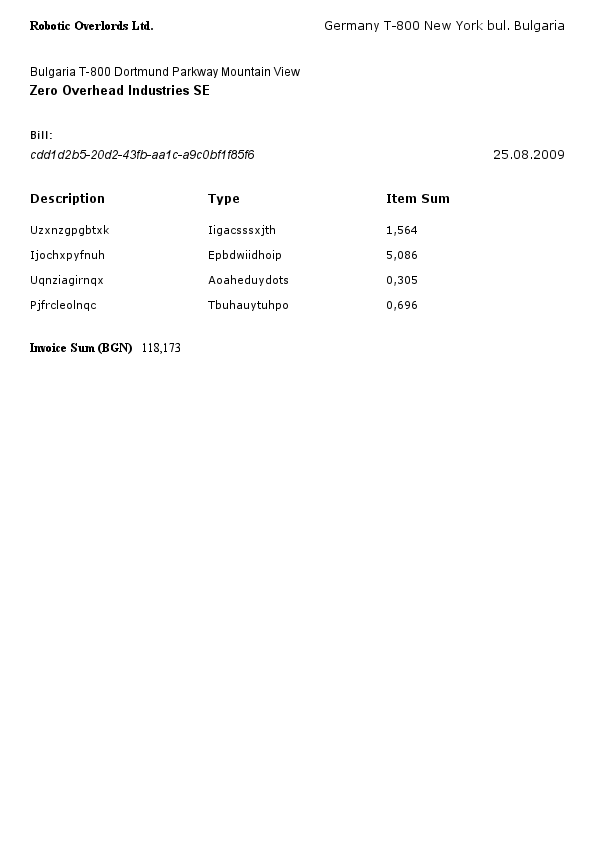 Robotic Overlords Ltd. Germany T-800 New York bul. Bulgaria
Bulgaria T-800 Dortmund Parkway Mountain View
Zero Overhead Industries SE
Bill:
cdd1d2b5-20d2-43fb-aa1c-a9c0bf1f85f6 25.08.2009
Description Type Item Sum
Uzxnzgpgbtxk Iigacsssxjth 1,564
Ijochxpyfnuh Epbdwiidhoip 5,086
Uqnziagirnqx Aoaheduydots 0,305
Pjfrcleolnqc Tbuhauytuhpo 0,696
Invoice Sum (BGN) 118,173